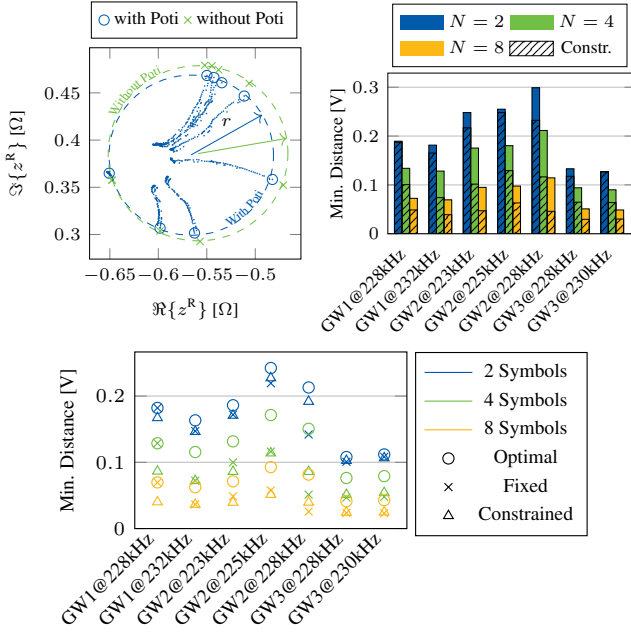 with Poti
without Poti
0.45
0.4
0.35
0.3
ℑ{z^R} [Ω]
Without Poti
r
With Poti
−0.65
−0.6
−0.55
−0.5
ℜ{z^R} [Ω]
N = 2
N = 4
N = 8
Constr.
0.3
0.2
0.1
0
Min. Distance [V]
GW1@228kHz
GW1@232kHz
GW2@223kHz
GW2@225kHz
GW2@228kHz
GW3@228kHz
GW3@230kHz
0.2
0.1
0
Min. Distance [V]
GW1@228kHz
GW1@232kHz
GW2@223kHz
GW2@225kHz
GW2@228kHz
GW3@228kHz
GW3@230kHz
2 Symbols
4 Symbols
8 Symbols
Optimal
Fixed
Constrained